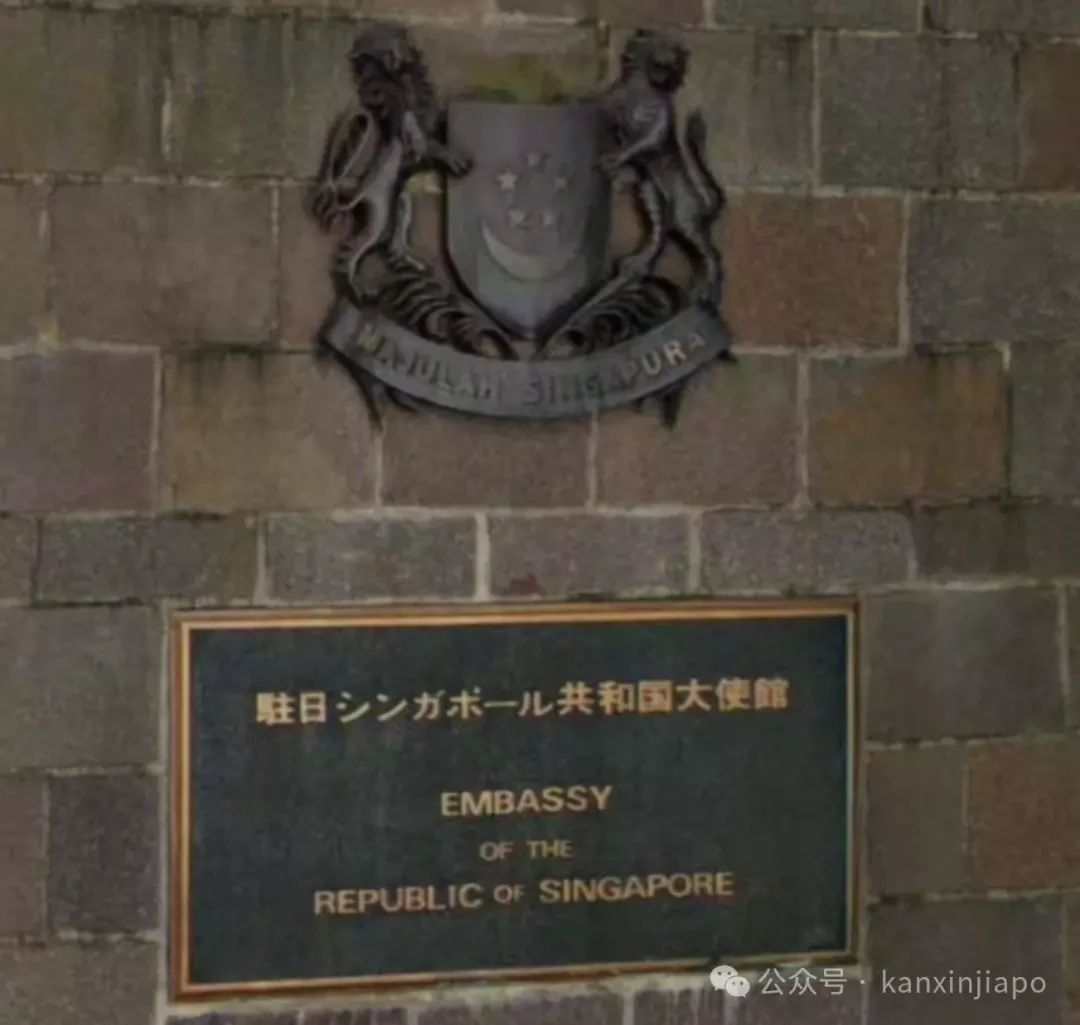 MAJULAH SINGAPURA
駐日シンガポール共和国大使館
EMBASSY
OF THE
REPUBLIC OF SINGAPORE
公众号 · kanxinjiapo